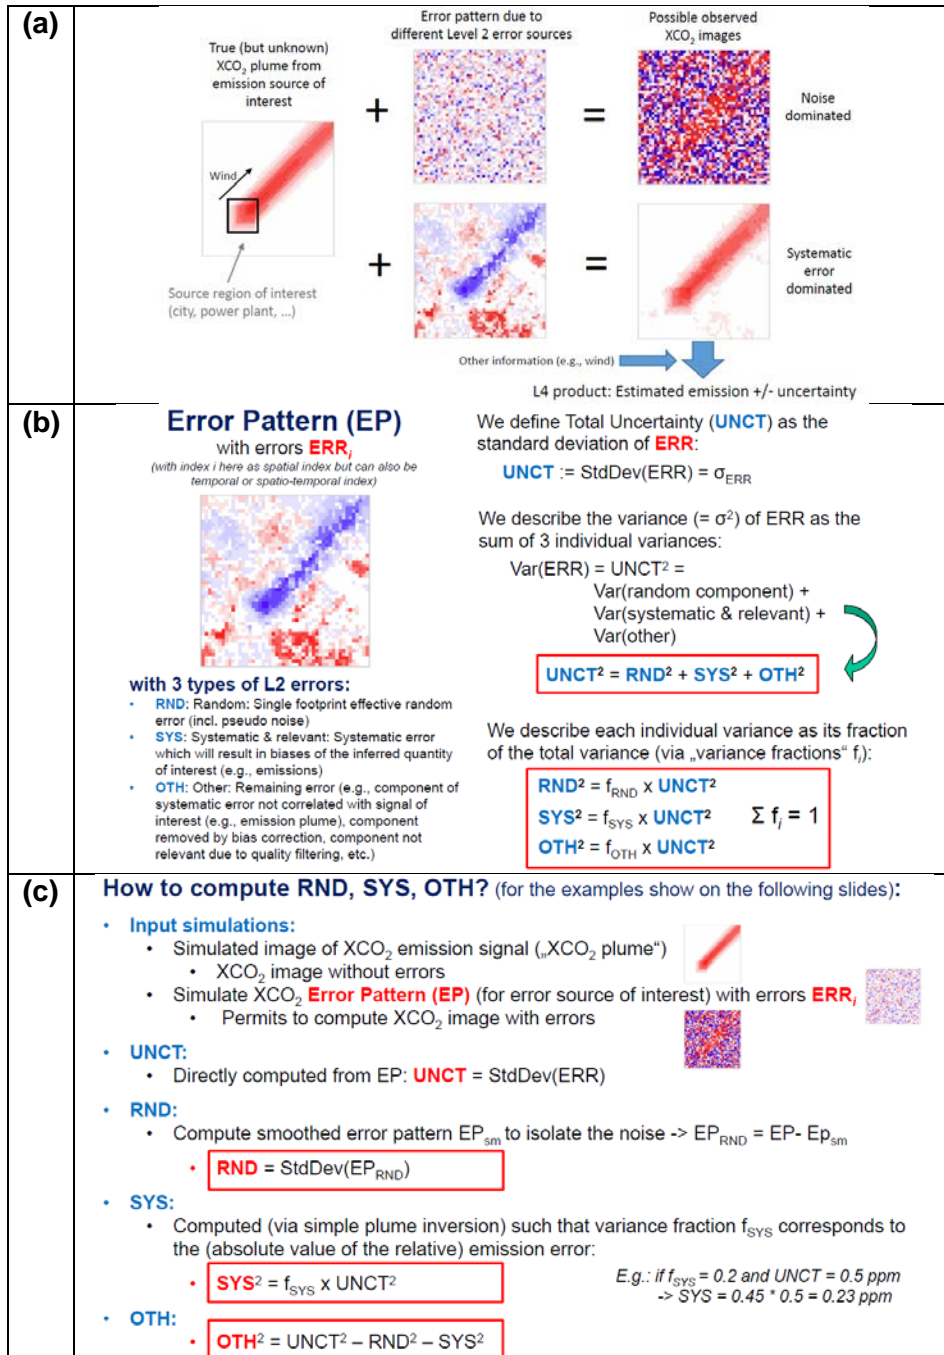 (a)
True (but unknown)
XCO₂ plume from
emission source of
interest
Error pattern due to
different Level 2 error sources
Possible observed
XCO₂ images
+
=
Noise
dominated
Wind
+
=
Systematic
error
dominated
Source region of interest
(city, power plant, ...)
Other information (e.g., wind)
L4 product: Estimated emission +/- uncertainty
(b)
Error Pattern (EP)
with errors ERRᵢ
(with index i here as spatial index but can also be
temporal or spatio-temporal index)
with 3 types of L2 errors:
• RND: Random: Single footprint effective random
error (incl. pseudo noise)
• SYS: Systematic & relevant: Systematic error
which will result in biases of the inferred quantity
of interest (e.g., emissions)
• OTH: Other: Remaining error (e.g., component of
systematic error not correlated with signal of
interest (e.g., emission plume), component
removed by bias correction, component not
relevant due to quality filtering, etc.)
We define Total Uncertainty (UNCT) as the
standard deviation of ERR:
UNCT := StdDev(ERR) = σ_ERR
We describe the variance (= σ²) of ERR as the
sum of 3 individual variances:
Var(ERR) = UNCT² =
Var(random component) +
Var(systematic & relevant) +
Var(other)
UNCT² = RND² + SYS² + OTH²
We describe each individual variance as its fraction
of the total variance (via „variance fractions“ fᵢ):
RND² = f_RND x UNCT²
SYS² = f_SYS x UNCT²
OTH² = f_OTH x UNCT²
Σ fᵢ = 1
(c)
How to compute RND, SYS, OTH? (for the examples show on the following slides):
• Input simulations:
• Simulated image of XCO₂ emission signal („XCO₂ plume“)
• XCO₂ image without errors
• Simulate XCO₂ Error Pattern (EP) (for error source of interest) with errors ERRᵢ
• Permits to compute XCO₂ image with errors
• UNCT:
• Directly computed from EP: UNCT = StdDev(ERR)
• RND:
• Compute smoothed error pattern EP_sm to isolate the noise -> EP_RND = EP- Ep_sm
• RND = StdDev(EP_RND)
• SYS:
• Computed (via simple plume inversion) such that variance fraction f_SYS corresponds to
the (absolute value of the relative) emission error:
• SYS² = f_SYS x UNCT²
E.g.: if f_SYS = 0.2 and UNCT = 0.5 ppm
-> SYS = 0.45 * 0.5 = 0.23 ppm
• OTH:
• OTH² = UNCT² – RND² – SYS²